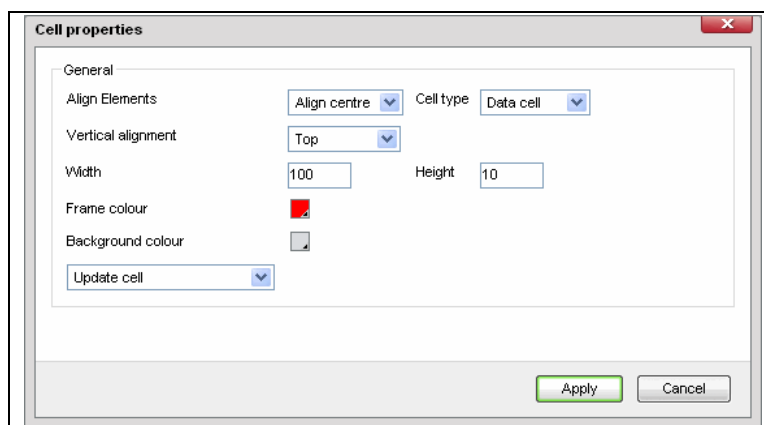 Cell properties
General
Align Elements Align centre Cell type Data cell
Vertical alignment Top
Width 100 Height 10
Frame colour
Background colour
Update cell
Apply Cancel